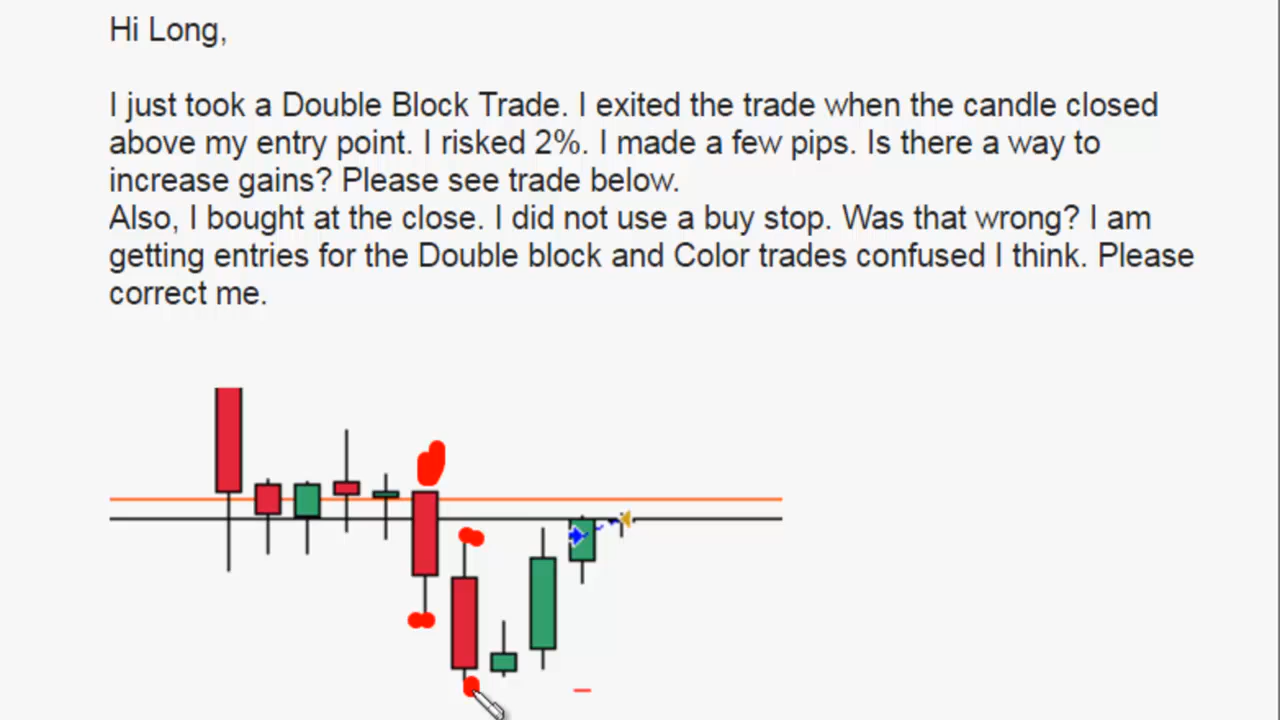 Hi Long,
I just took a Double Block Trade. I exited the trade when the candle closed
above my entry point. I risked 2%. I made a few pips. Is there a way to
increase gains? Please see trade below.
Also, I bought at the close. I did not use a buy stop. Was that wrong? I am
getting entries for the Double block and Color trades confused I think. Please
correct me.